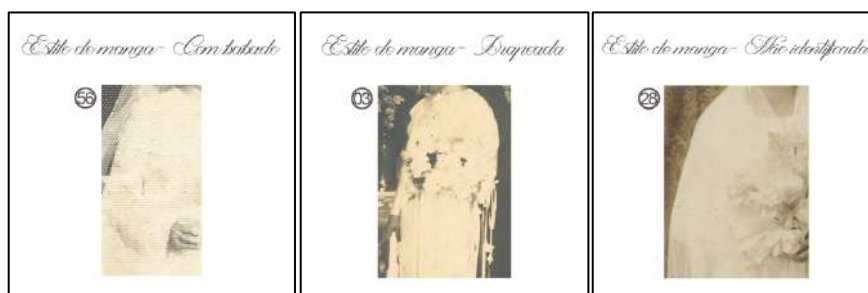 Estilo de manga - Com babado
56
Estilo de manga - Drapeada
03
Estilo de manga - Não identificada
28